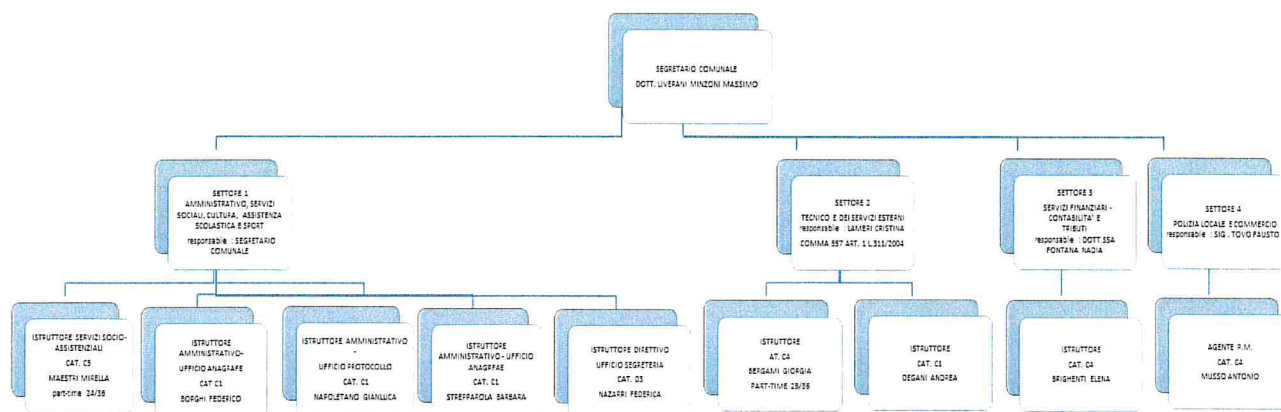 SEGRETARIO COMUNALE
DOTT. LIVERANI MINZONI MASSIMO
SETTORE 1
AMMINISTRATIVO, SERVIZI
SOCIALI, CULTURA, ASSISTENZA
SCOLASTICA E SPORT
responsabile : SEGRETARIO
COMUNALE
SETTORE 2
TECNICO E DEI SERVIZI ESTERNI
responsabile : LAMERI CRISTINA
COMMA 557 ART. 1 L.311/2004
SETTORE 3
SERVIZI FINANZIARI -
CONTABILITA' E
TRIBUTI
responsabile : DOTT.SSA
FONTANA NADIA
SETTORE 4
POLIZIA LOCALE E COMMERCIO
responsabile : SIG. TOVO FAUSTO
ISTRUTTORE SERVIZI SOCIO-
ASSISTENZIALI
CAT. C5
MAESTRI MIRELLA
part-time 24/36
ISTRUTTORE
AMMINISTRATIVO-
UFFICIO ANAGRAFE
CAT C1
BORGHI FEDERICO
ISTRUTTORE AMMINISTRATIVO
-
UFFICIO PROTOCOLLO
CAT. C1
NAPOLETANO GIANLUCA
ISTRUTTORE
AMMINISTRATIVO - UFFICIO
ANAGRFAE
CAT. C1
STREPPAROLA BARBARA
ISTRUTTORE DIRETTIVO
UFFICIO SEGRETERIA
CAT. D3
NAZARRI FEDERICA
ISTRUTTORE
AT. C4
BERGAMI GIORGIA
PART-TIME 28/36
ISTRUTTORE
CAT. C1
DEGANI ANDREA
ISTRUTTORE
CAT. C4
BRIGHENTI ELENA
AGENTE P.M.
CAT. C4
MUSSO ANTONIO